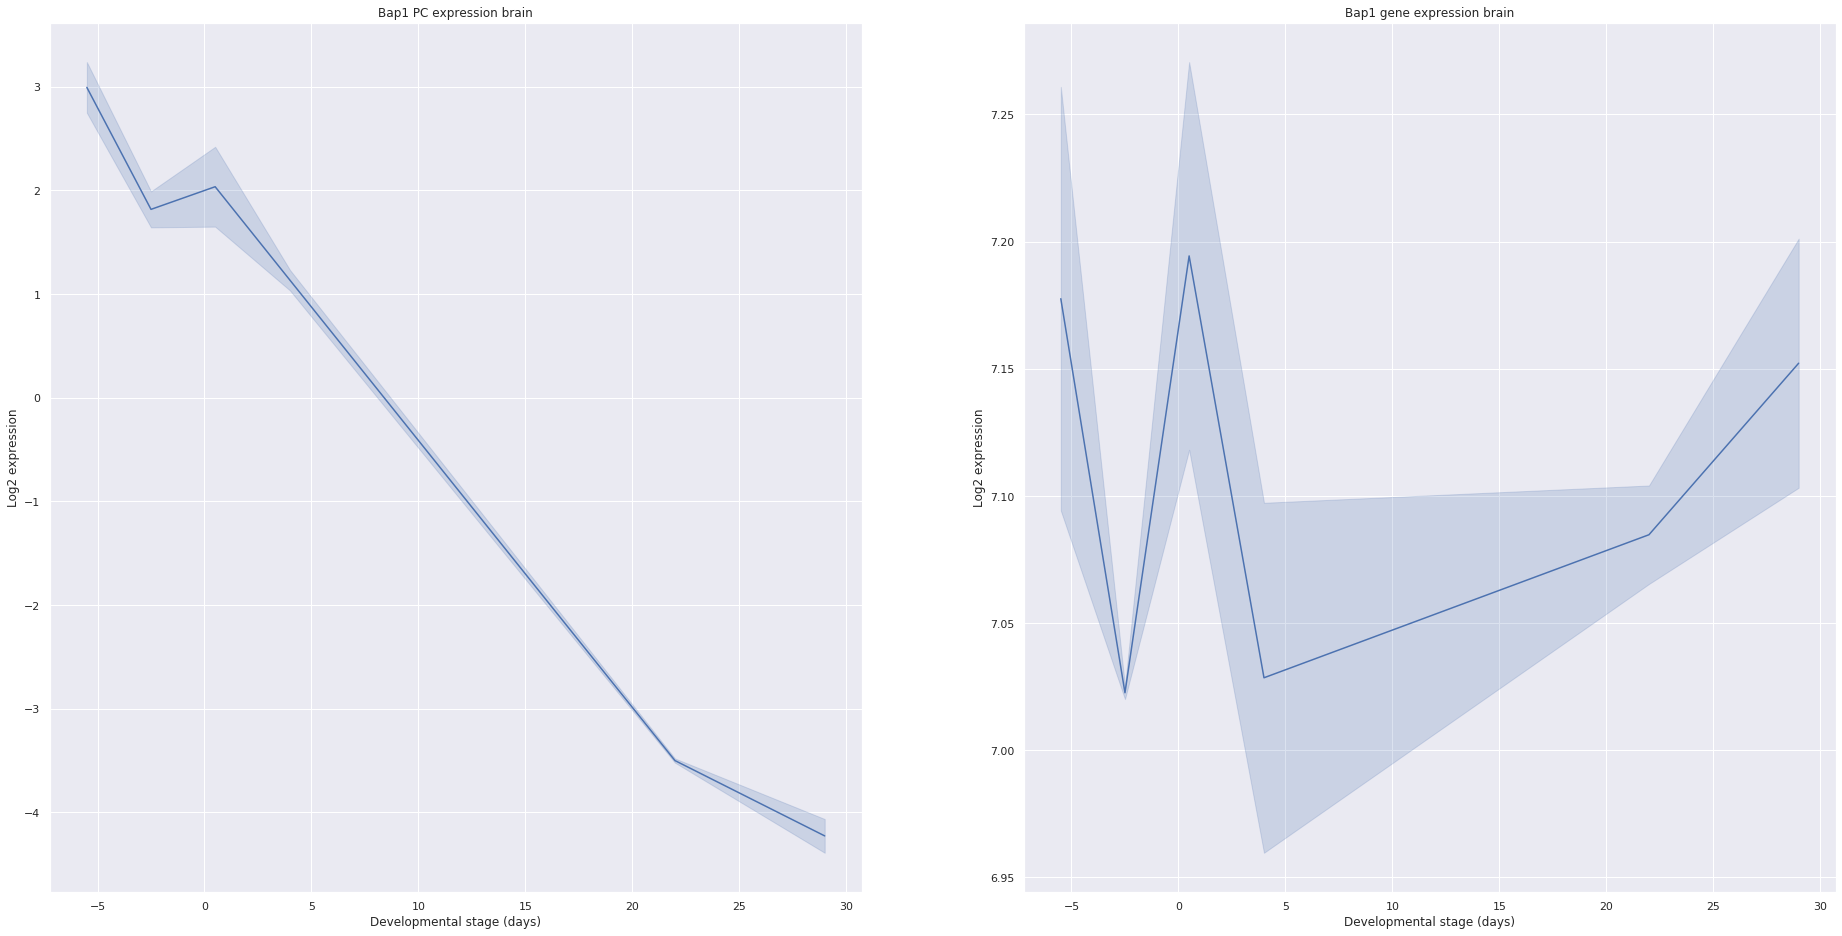 Bap1 PC expression brain
Log2 expression
3
2
1
0
−1
−2
−3
−4
−5 0 5 10 15 20 25 30
Developmental stage (days)
Bap1 gene expression brain
Log2 expression
7.25
7.20
7.15
7.10
7.05
7.00
6.95
−5 0 5 10 15 20 25 30
Developmental stage (days)